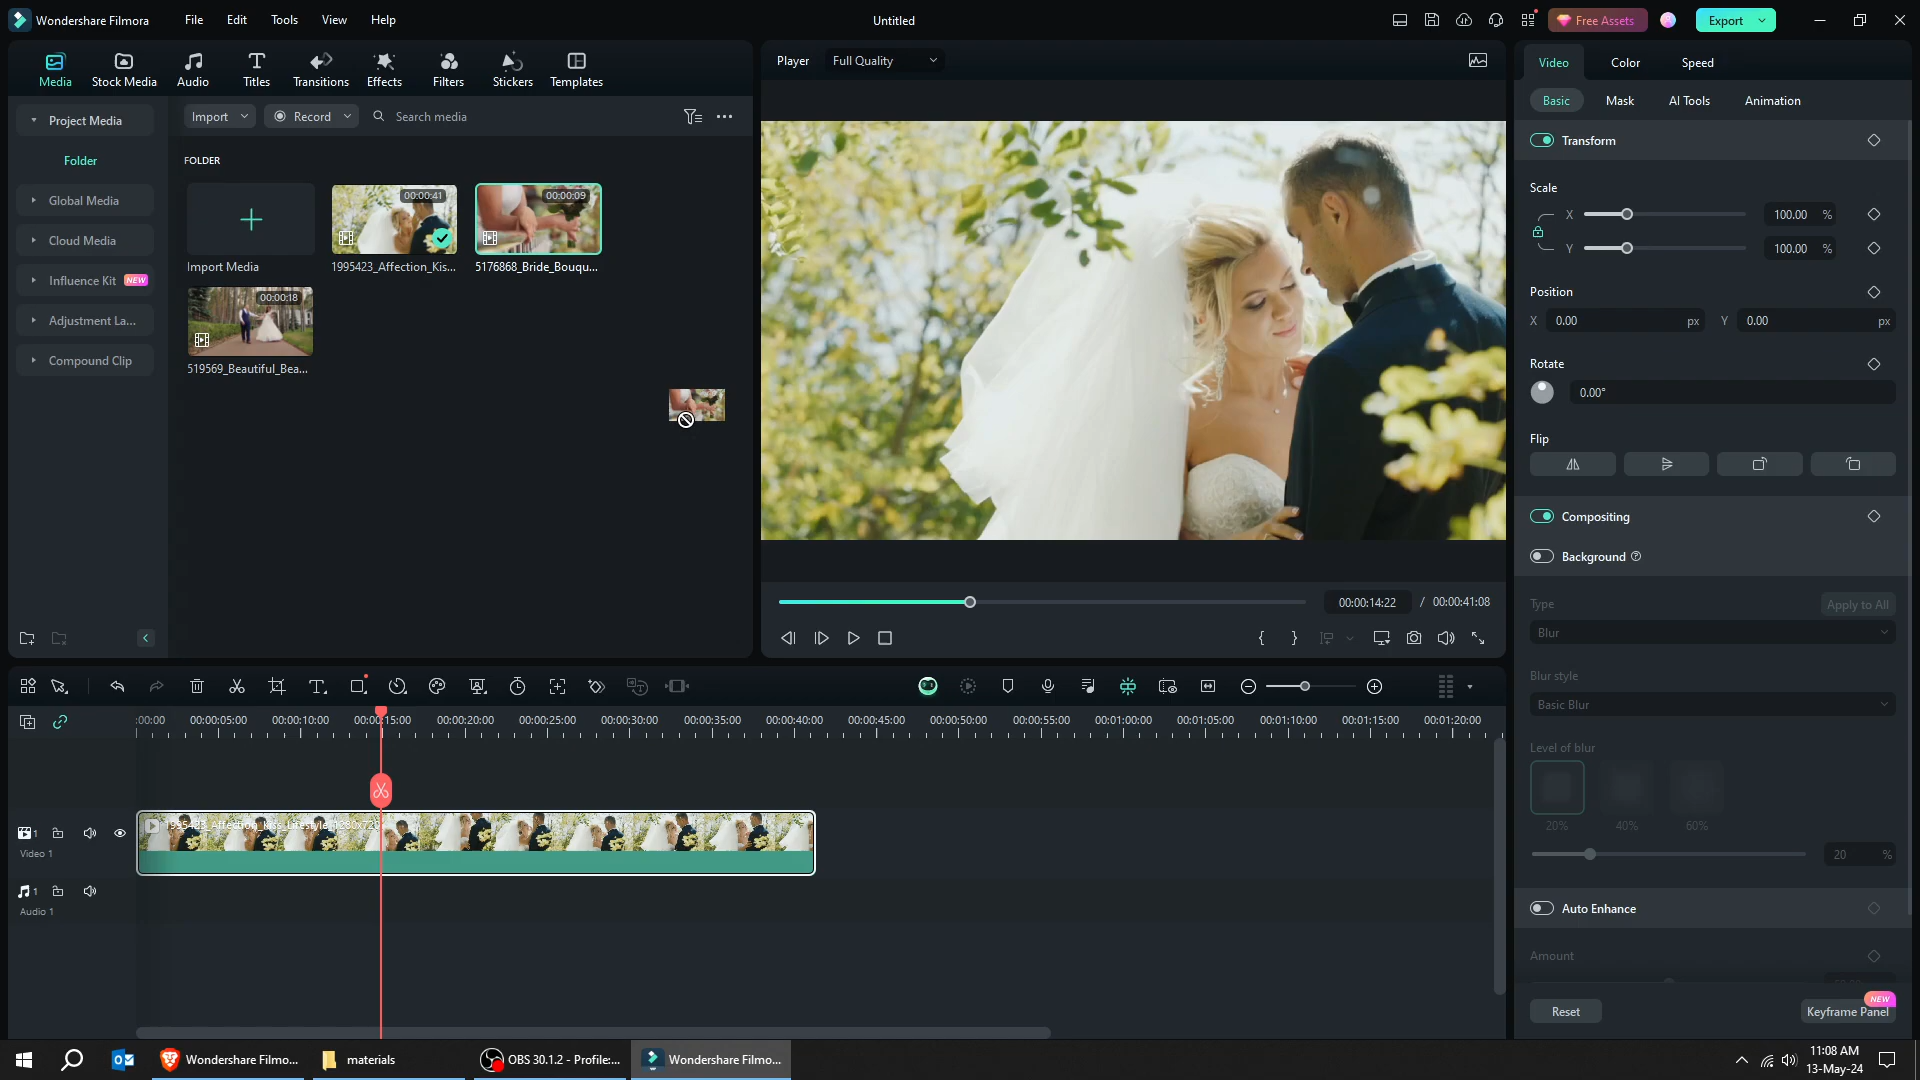 Wondershare Filmora
File
Edit
Tools
View
Help
Untitled
Free Assets
Export
Media
Stock Media
Audio
Titles
Transitions
Effects
Filters
Stickers
Templates
Player
Full Quality
Video
Color
Speed
Basic
Mask
AI Tools
Animation
Project Media
Folder
Global Media
Cloud Media
Influence Kit NEW
Adjustment La...
Compound Clip
Import
Record
Search media
FOLDER
Import Media
00:00:41
1995423_Affection_Kis...
00:00:09
5176868_Bride_Bouqu...
00:00:18
519569_Beautiful_Bea...
Transform
Scale
X 100.00 %
Y 100.00 %
Position
X 0.00 px Y 0.00 px
Rotate
0.00°
Flip
Compositing
Background
Type
Apply to All
Blur
Blur style
Basic Blur
Level of blur
20%
40%
60%
20 %
Auto Enhance
Amount
Reset
NEW
Keyframe Panel
00:00:14:22 / 00:00:41:08
:00:00 00:00:05:00 00:00:10:00 00:00:15:00 00:00:20:00 00:00:25:00 00:00:30:00 00:00:35:00 00:00:40:00 00:00:45:00 00:00:50:00 00:00:55:00 00:01:00:00 00:01:05:00 00:01:10:00 00:01:15:00 00:01:20:00
1995423_Affection_Kiss_Lifestyle_1280x720
1
Video 1
1
Audio 1
Wondershare Filmo...
materials
OBS 30.1.2 - Profile:...
Wondershare Filmo...
11:08 AM
13-May-24